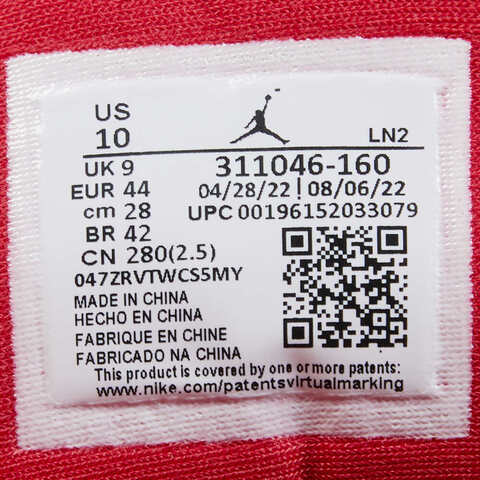 US
10
LN2
UK 9
311046-160
EUR 44
04/28/22 | 08/06/22
cm 28
UPC 00196152033079
BR 42
CN 280(2.5)
047ZRVTWCS5MY
MADE IN CHINA
HECHO EN CHINA
FABRIQUE EN CHINE
FABRICADO NA CHINA
This product is covered by one or more patents:
www.nike.com/patentsvirtualmarking